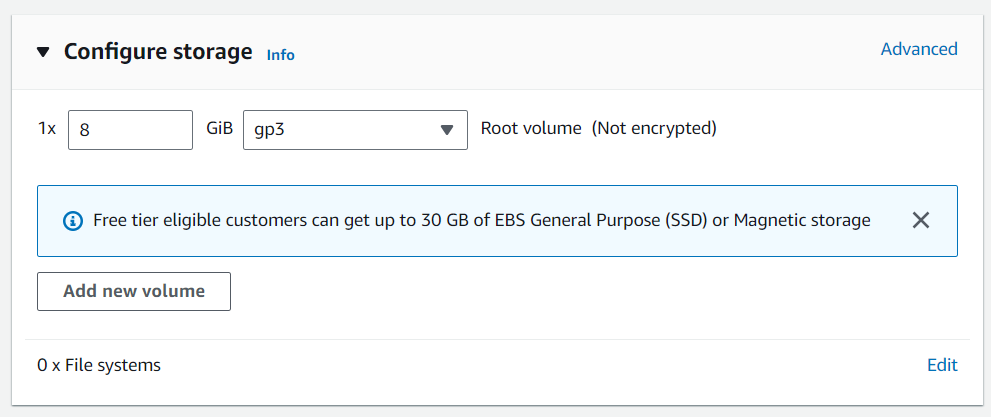 Configure storage Info Advanced
1x 8 GiB gp3 Root volume (Not encrypted)
Free tier eligible customers can get up to 30 GB of EBS General Purpose (SSD) or Magnetic storage
Add new volume
0 x File systems Edit